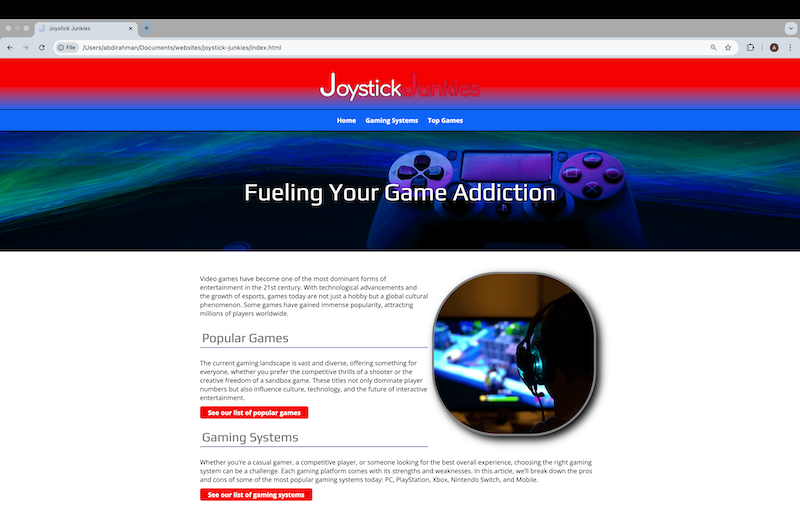 Joystick Junkies
File
/Users/abdirahman/Documents/websites/joystick-junkies/index.html
A
JoystickJunkies
Home Gaming Systems Top Games
Fueling Your Game Addiction
Video games have become one of the most dominant forms of
entertainment in the 21st century. With technological advancements and
the growth of esports, games today are not just a hobby but a global cultural
phenomenon. Some games have gained immense popularity, attracting
millions of players worldwide.
Popular Games
The current gaming landscape is vast and diverse, offering something for
everyone, whether you prefer the competitive thrills of a shooter or the
creative freedom of a sandbox game. These titles not only dominate player
numbers but also influence culture, technology, and the future of interactive
entertainment.
See our list of popular games
Gaming Systems
Whether you're a casual gamer, a competitive player, or someone looking for the best overall experience, choosing the right gaming
system can be a challenge. Each gaming platform comes with its strengths and weaknesses. In this article, we'll break down the pros
and cons of some of the most popular gaming systems today: PC, PlayStation, Xbox, Nintendo Switch, and Mobile.
See our list of gaming systems